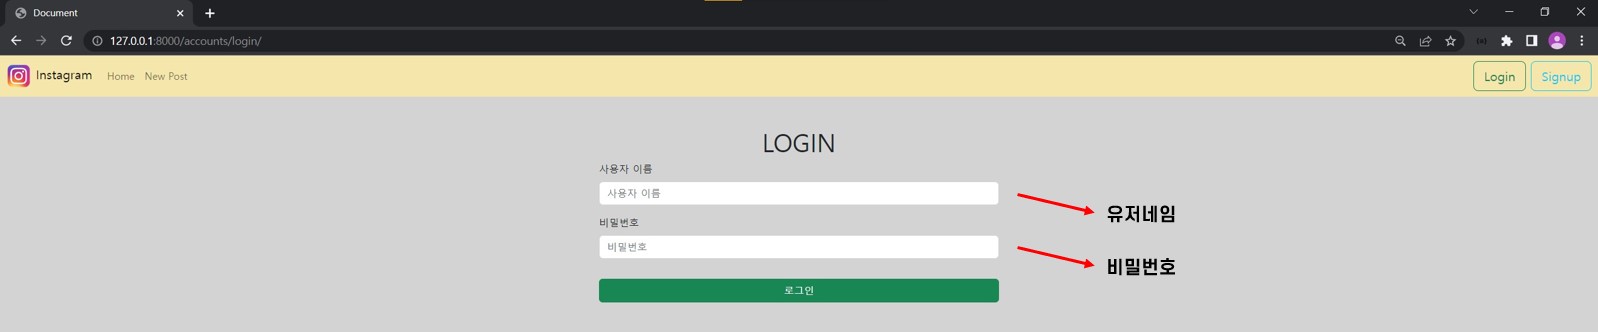 Document
127.0.0.1:8000/accounts/login/
Instagram Home New Post Login Signup
LOGIN
사용자 이름
사용자 이름
유저네임
비밀번호
비밀번호
비밀번호
로그인